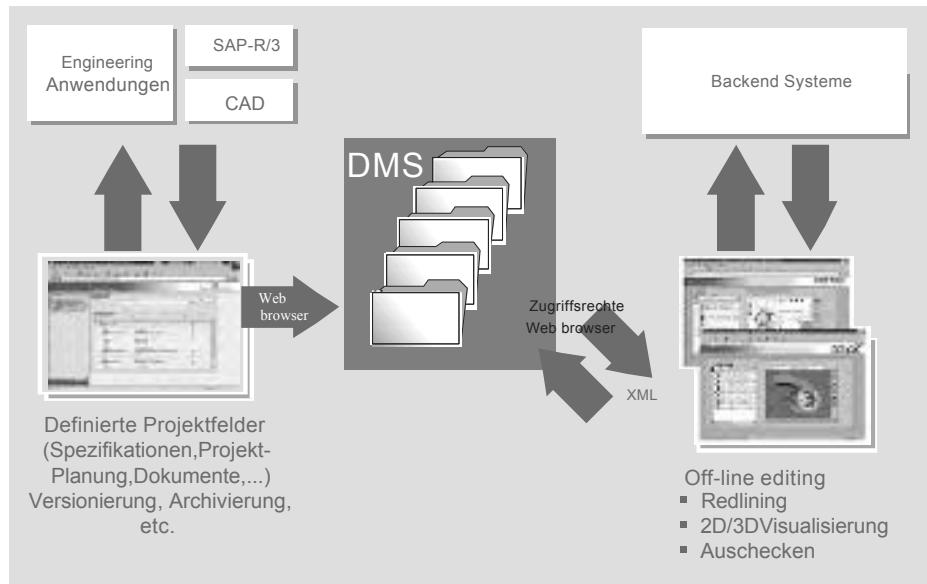 Engineering
Anwendungen
SAP-R/3
CAD
Backend Systeme
DMS
Web
browser
Zugriffsrechte
Web browser
XML
Definierte Projektfelder
(Spezifikationen,Projekt-
Planung,Dokumente,...)
Versionierung, Archivierung,
etc.
Off-line editing
▪ Redlining
▪ 2D/3DVisualisierung
▪ Auschecken